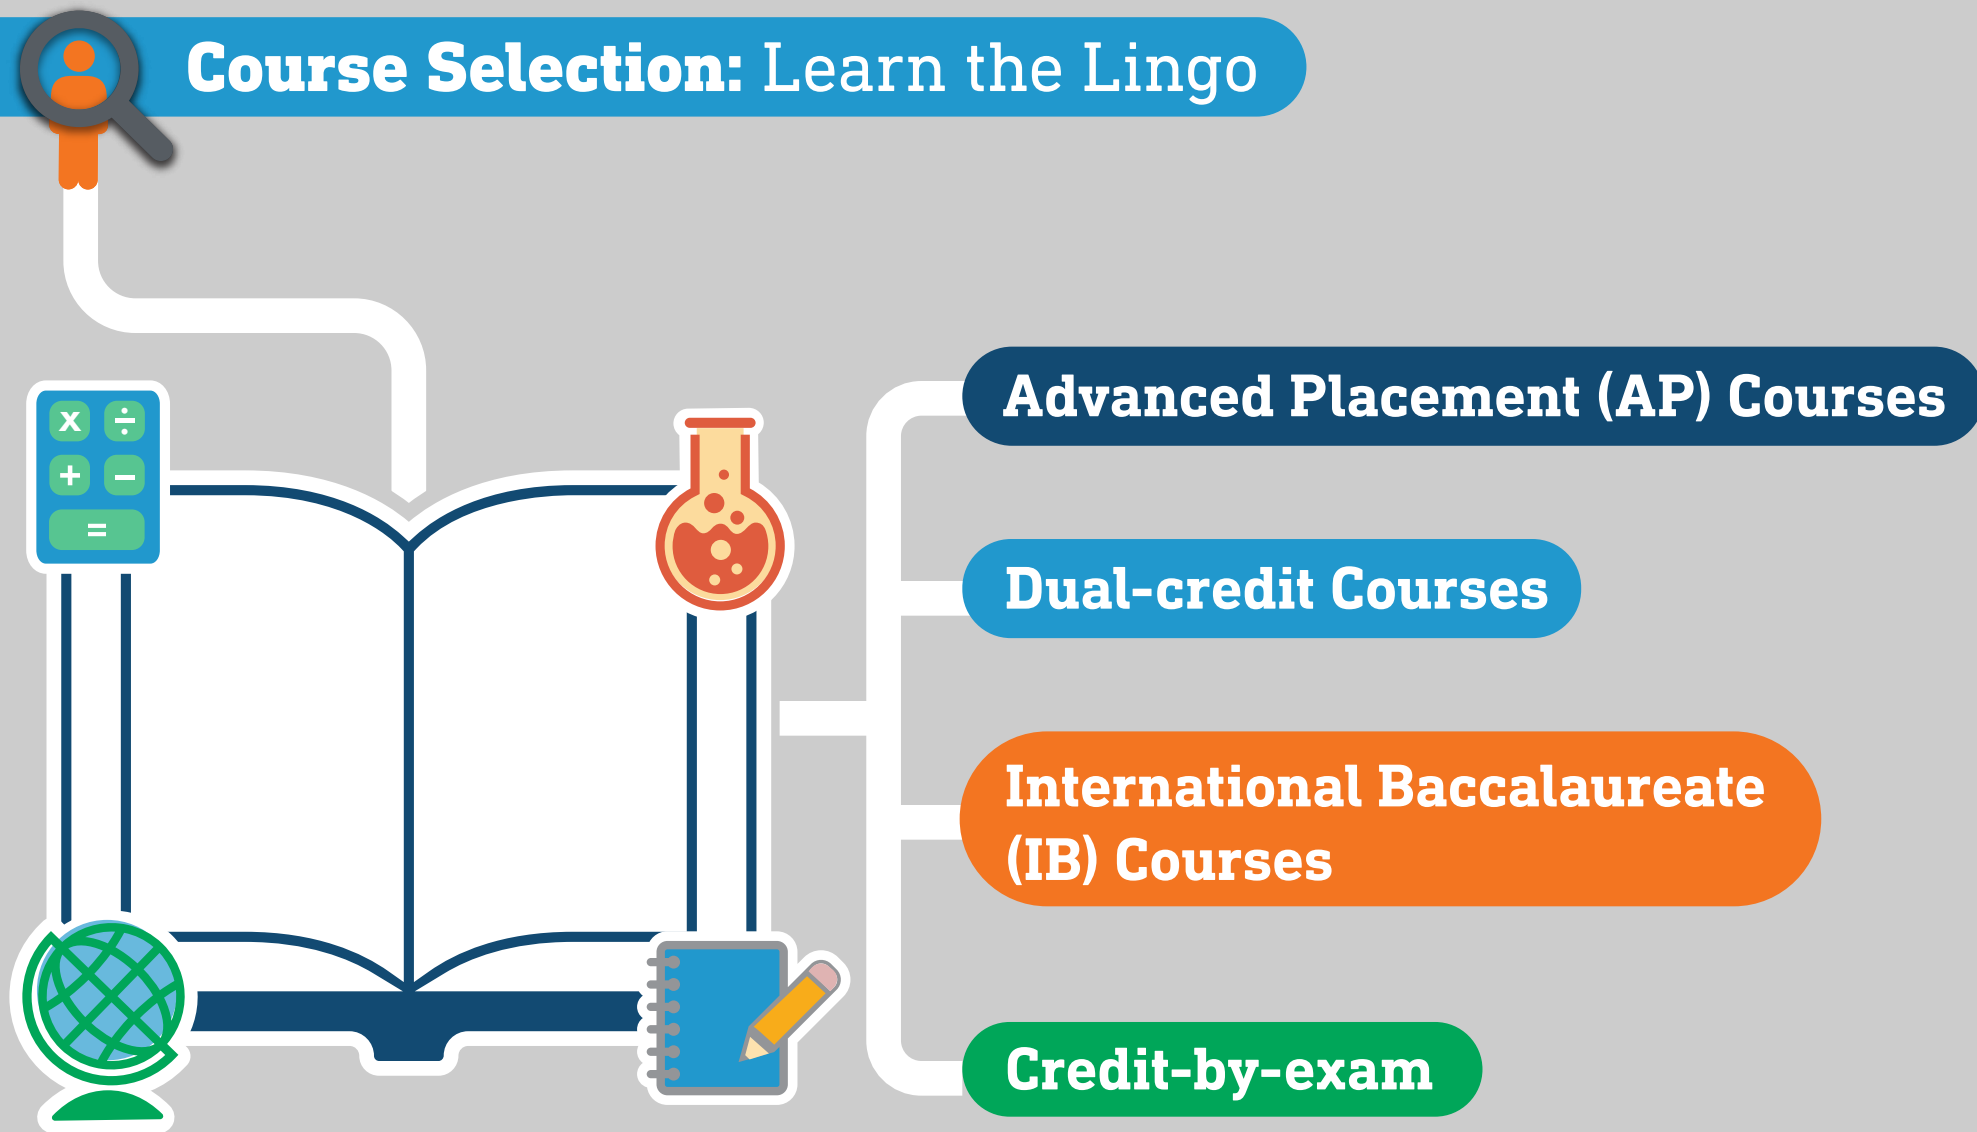 Course Selection: Learn the Lingo
x ÷
+ −
=
Advanced Placement (AP) Courses
Dual-credit Courses
International Baccalaureate
(IB) Courses
Credit-by-exam